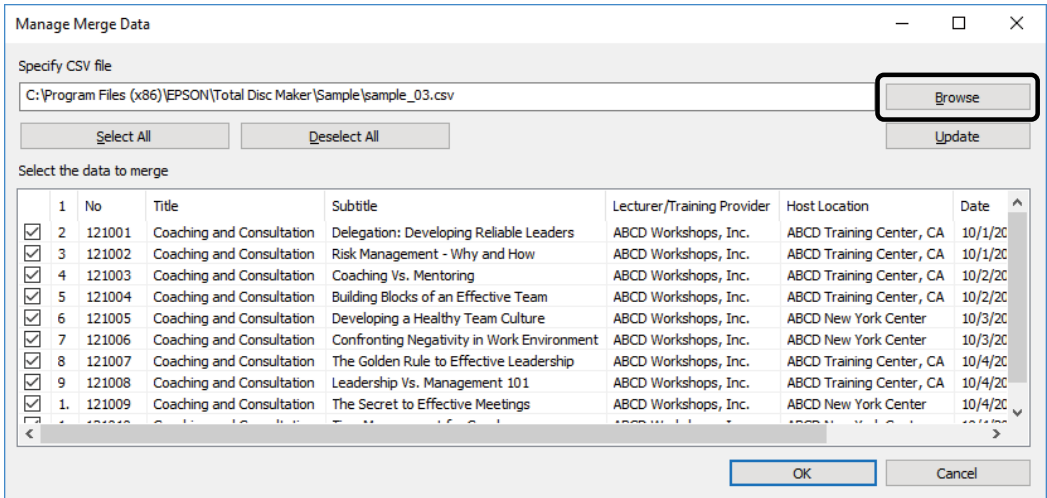 Manage Merge Data
Specify CSV file
C:\Program Files (x86)\EPSON\Total Disc Maker\Sample\sample_03.csv Browse
Select All Deselect All Update
Select the data to merge
1 No Title Subtitle Lecturer/Training Provider Host Location Date
2 121001 Coaching and Consultation Delegation: Developing Reliable Leaders ABCD Workshops, Inc. ABCD Training Center, CA 10/1/20
3 121002 Coaching and Consultation Risk Management - Why and How ABCD Workshops, Inc. ABCD Training Center, CA 10/1/20
4 121003 Coaching and Consultation Coaching Vs. Mentoring ABCD Workshops, Inc. ABCD Training Center, CA 10/2/20
5 121004 Coaching and Consultation Building Blocks of an Effective Team ABCD Workshops, Inc. ABCD Training Center, CA 10/2/20
6 121005 Coaching and Consultation Developing a Healthy Team Culture ABCD Workshops, Inc. ABCD New York Center 10/3/20
7 121006 Coaching and Consultation Confronting Negativity in Work Environment ABCD Workshops, Inc. ABCD New York Center 10/3/20
8 121007 Coaching and Consultation The Golden Rule to Effective Leadership ABCD Workshops, Inc. ABCD Training Center, CA 10/4/20
9 121008 Coaching and Consultation Leadership Vs. Management 101 ABCD Workshops, Inc. ABCD Training Center, CA 10/4/20
1. 121009 Coaching and Consultation The Secret to Effective Meetings ABCD Workshops, Inc. ABCD New York Center 10/4/20
OK Cancel